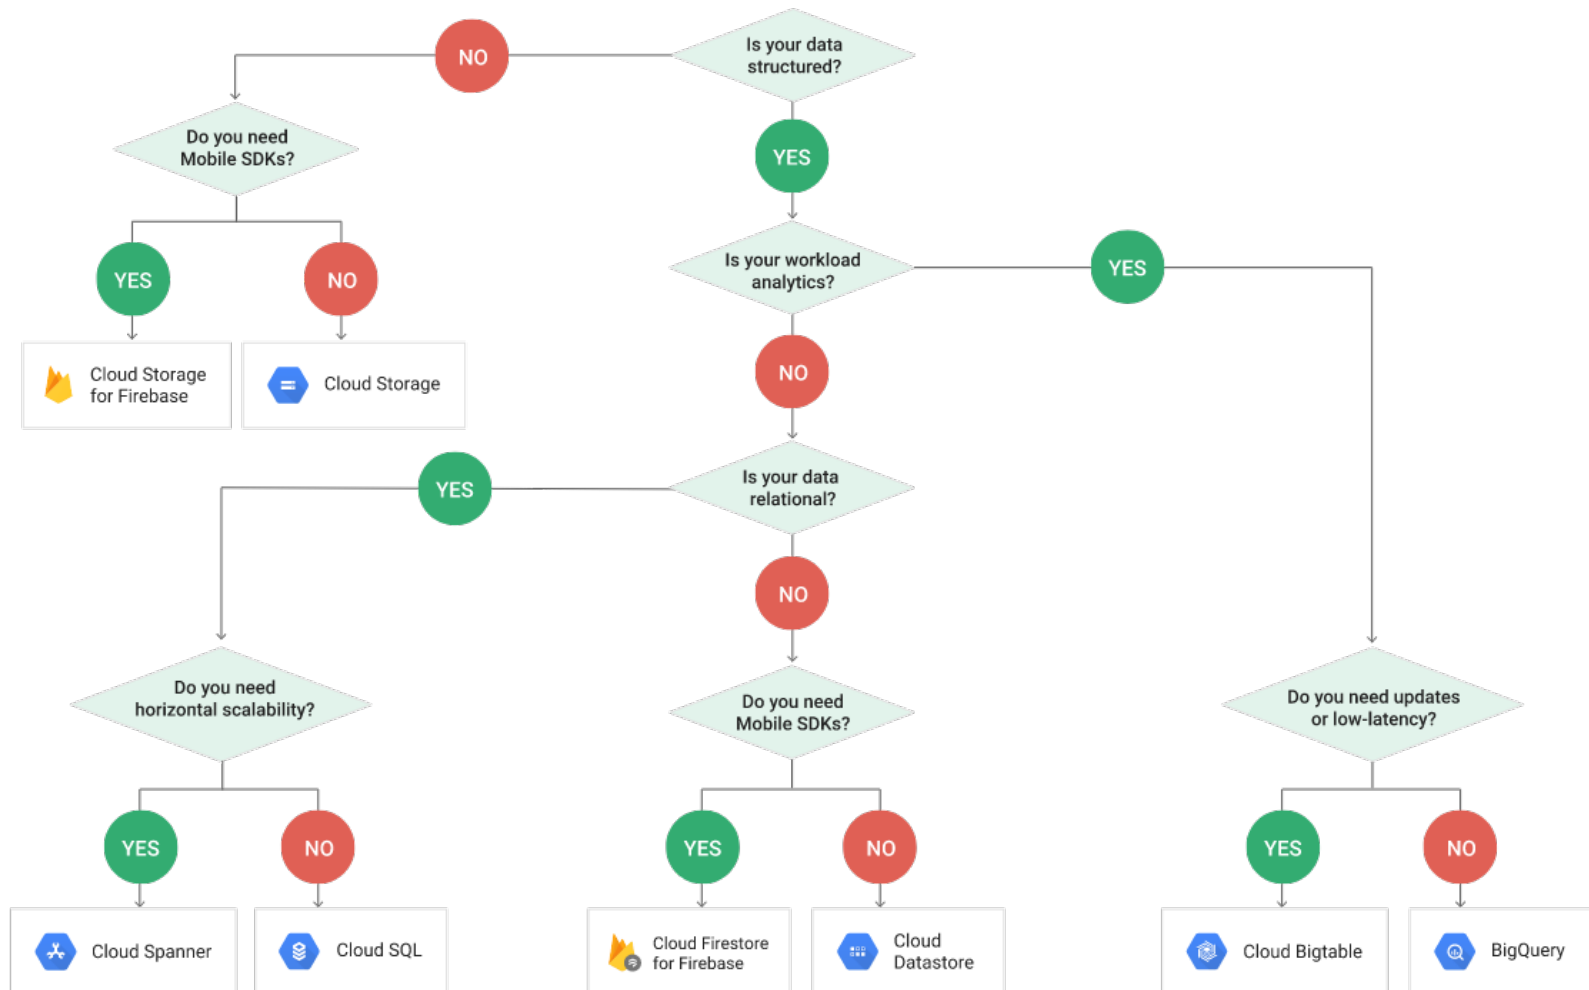 NO
Is your data
structured?
Do you need
Mobile SDKs?
YES
Is your workload
analytics?
YES
YES
NO
NO
Cloud Storage
for Firebase
Cloud Storage
YES
Is your data
relational?
NO
Do you need
horizontal scalability?
Do you need
Mobile SDKs?
Do you need updates
or low-latency?
YES
NO
YES
NO
YES
NO
Cloud Spanner
Cloud SQL
Cloud Firestore
for Firebase
Cloud
Datastore
Cloud Bigtable
BigQuery